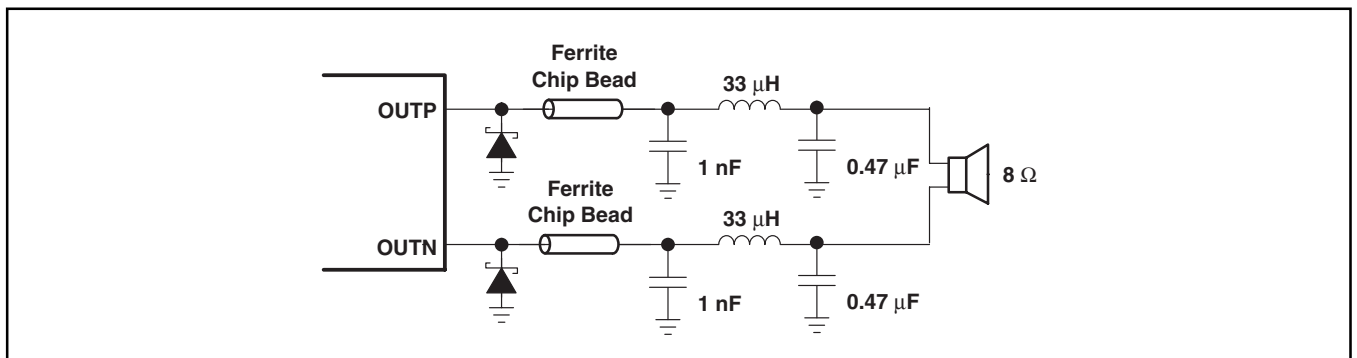 Ferrite
Chip Bead
33 μH
OUTP
1 nF
0.47 μF
8 Ω
Ferrite
Chip Bead
33 μH
OUTN
1 nF
0.47 μF